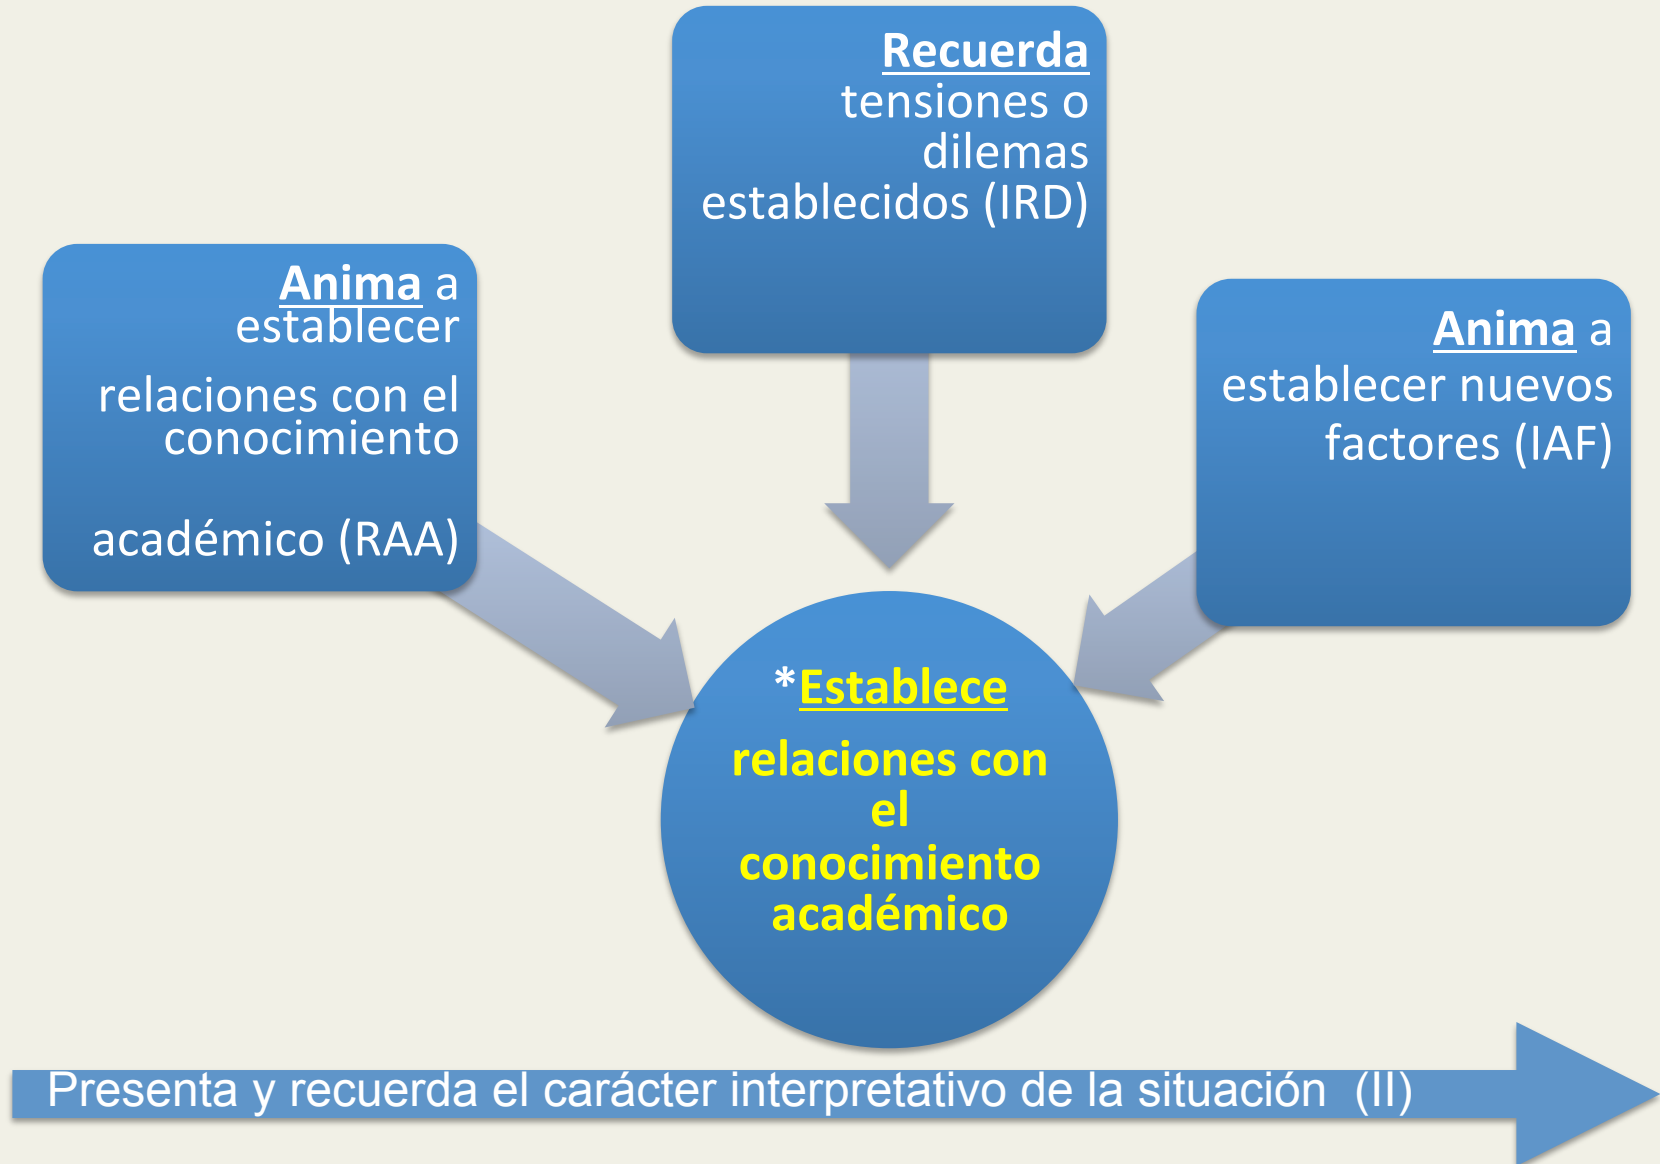 Recuerda
tensiones o
dilemas
establecidos (IRD)
Anima a
establecer
relaciones con el
conocimiento
académico (RAA)
Anima a
establecer nuevos
factores (IAF)
*Establece
relaciones con
el
conocimiento
académico
Presenta y recuerda el carácter interpretativo de la situación (II)